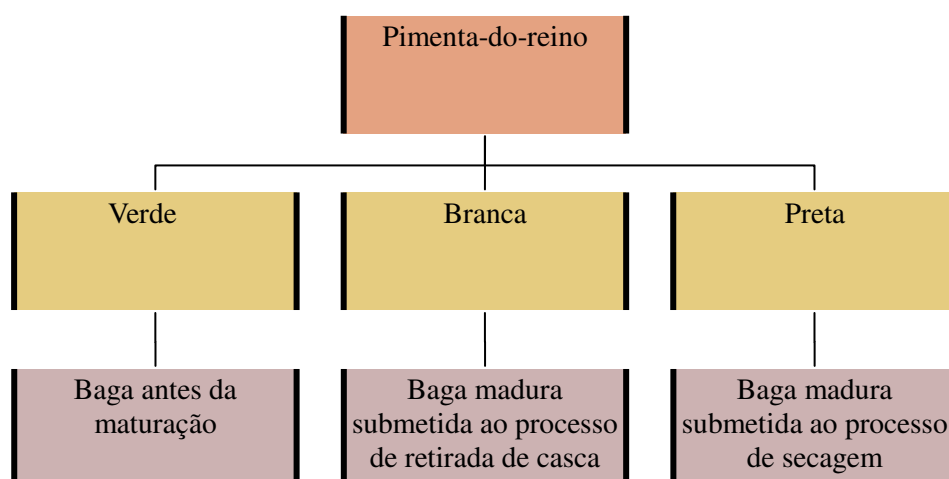 Pimenta-do-reino
Verde
Branca
Preta
Baga antes da
maturação
Baga madura
submetida ao processo
de retirada de casca
Baga madura
submetida ao processo
de secagem